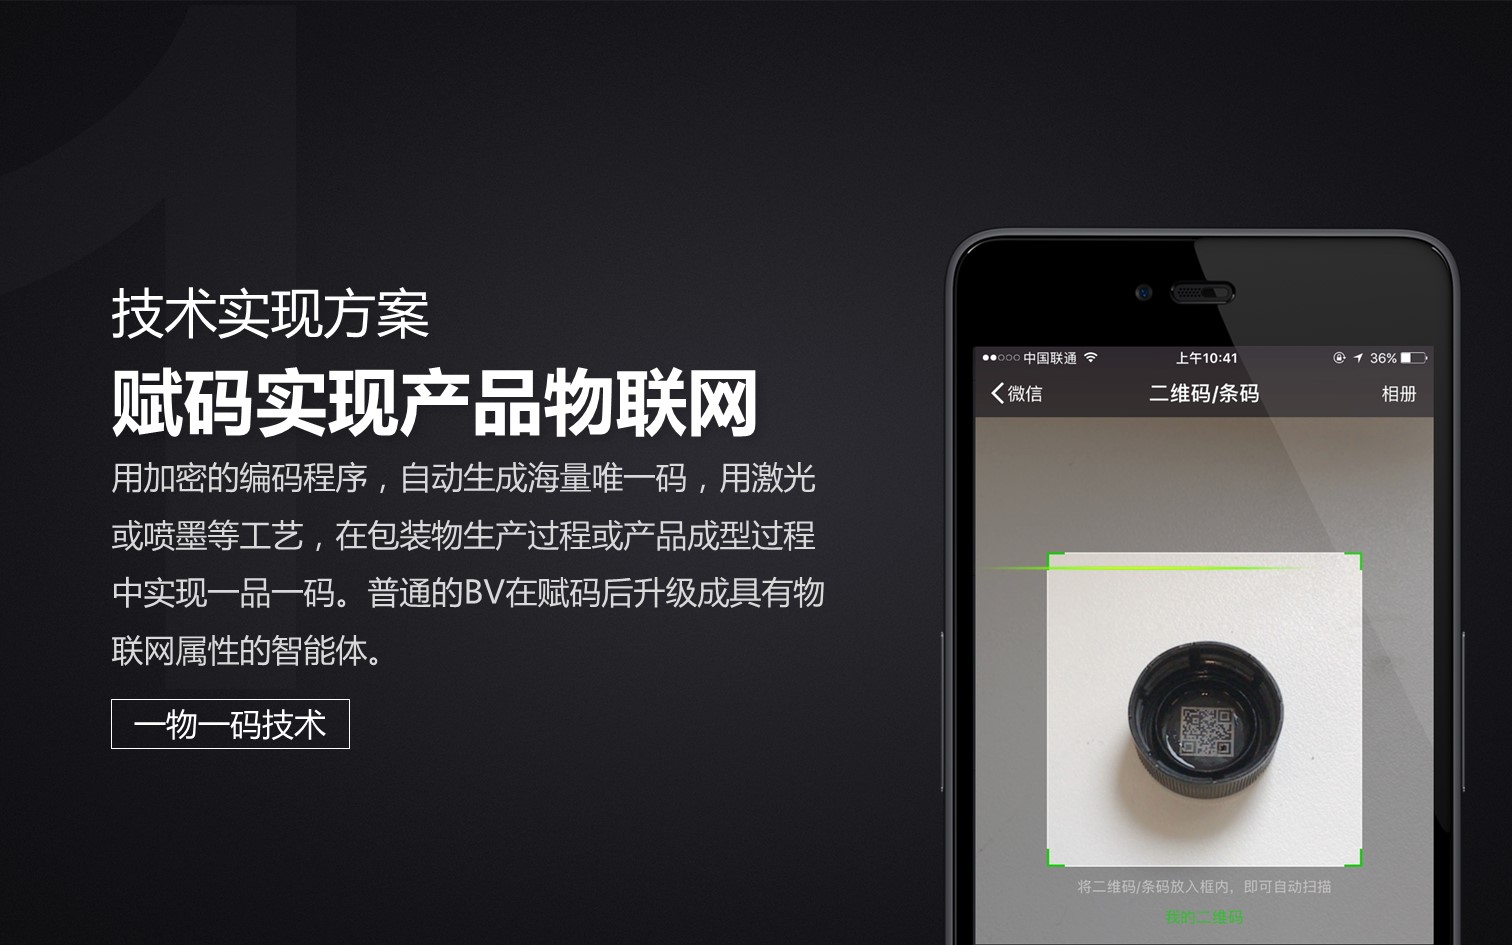 1
技术实现方案
赋码实现产品物联网
用加密的编码程序，自动生成海量唯一码，用激光
或喷墨等工艺，在包装物生产过程或产品成型过程
中实现一品一码。普通的BV在赋码后升级成具有物
联网属性的智能体。
一物一码技术
中国联通 上午10:41 36%
微信 二维码/条码 相册
将二维码/条码放入框内，即可自动扫描
我的二维码